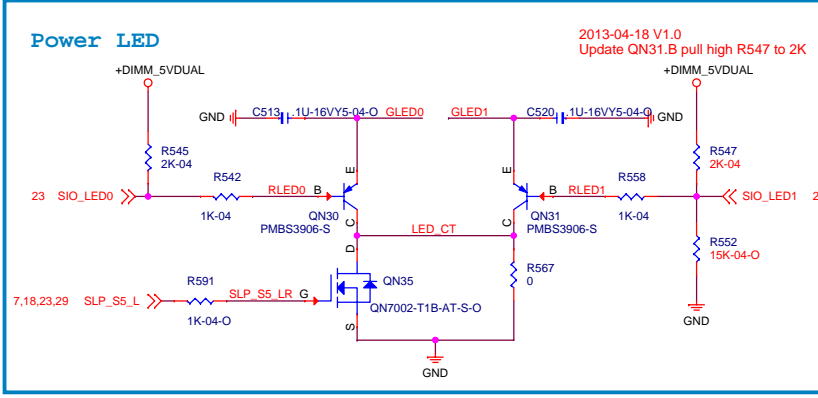 Power LED
2013-04-18 V1.0
Update QN31.B pull high R547 to 2K
+DIMM_5VDUAL
+DIMM_5VDUAL
GND
C513
.1U-16VY5-04-O
GLED0
GLED1
C520
.1U-16VY5-04-O
GND
R545
2K-04
R547
2K-04
E
E
23
SIO_LED0
R542
1K-04
RLED0
B
B
RLED1
R558
1K-04
SIO_LED1
2
QN30
PMBS3906-S
C
C
QN31
PMBS3906-S
LED_CT
R552
15K-04-O
GND
D
R567
0
QN35
QN7002-T1B-AT-S-O
7,18,23,29
SLP_S5_L
R591
1K-04-O
SLP_S5_LR
G
S
GND